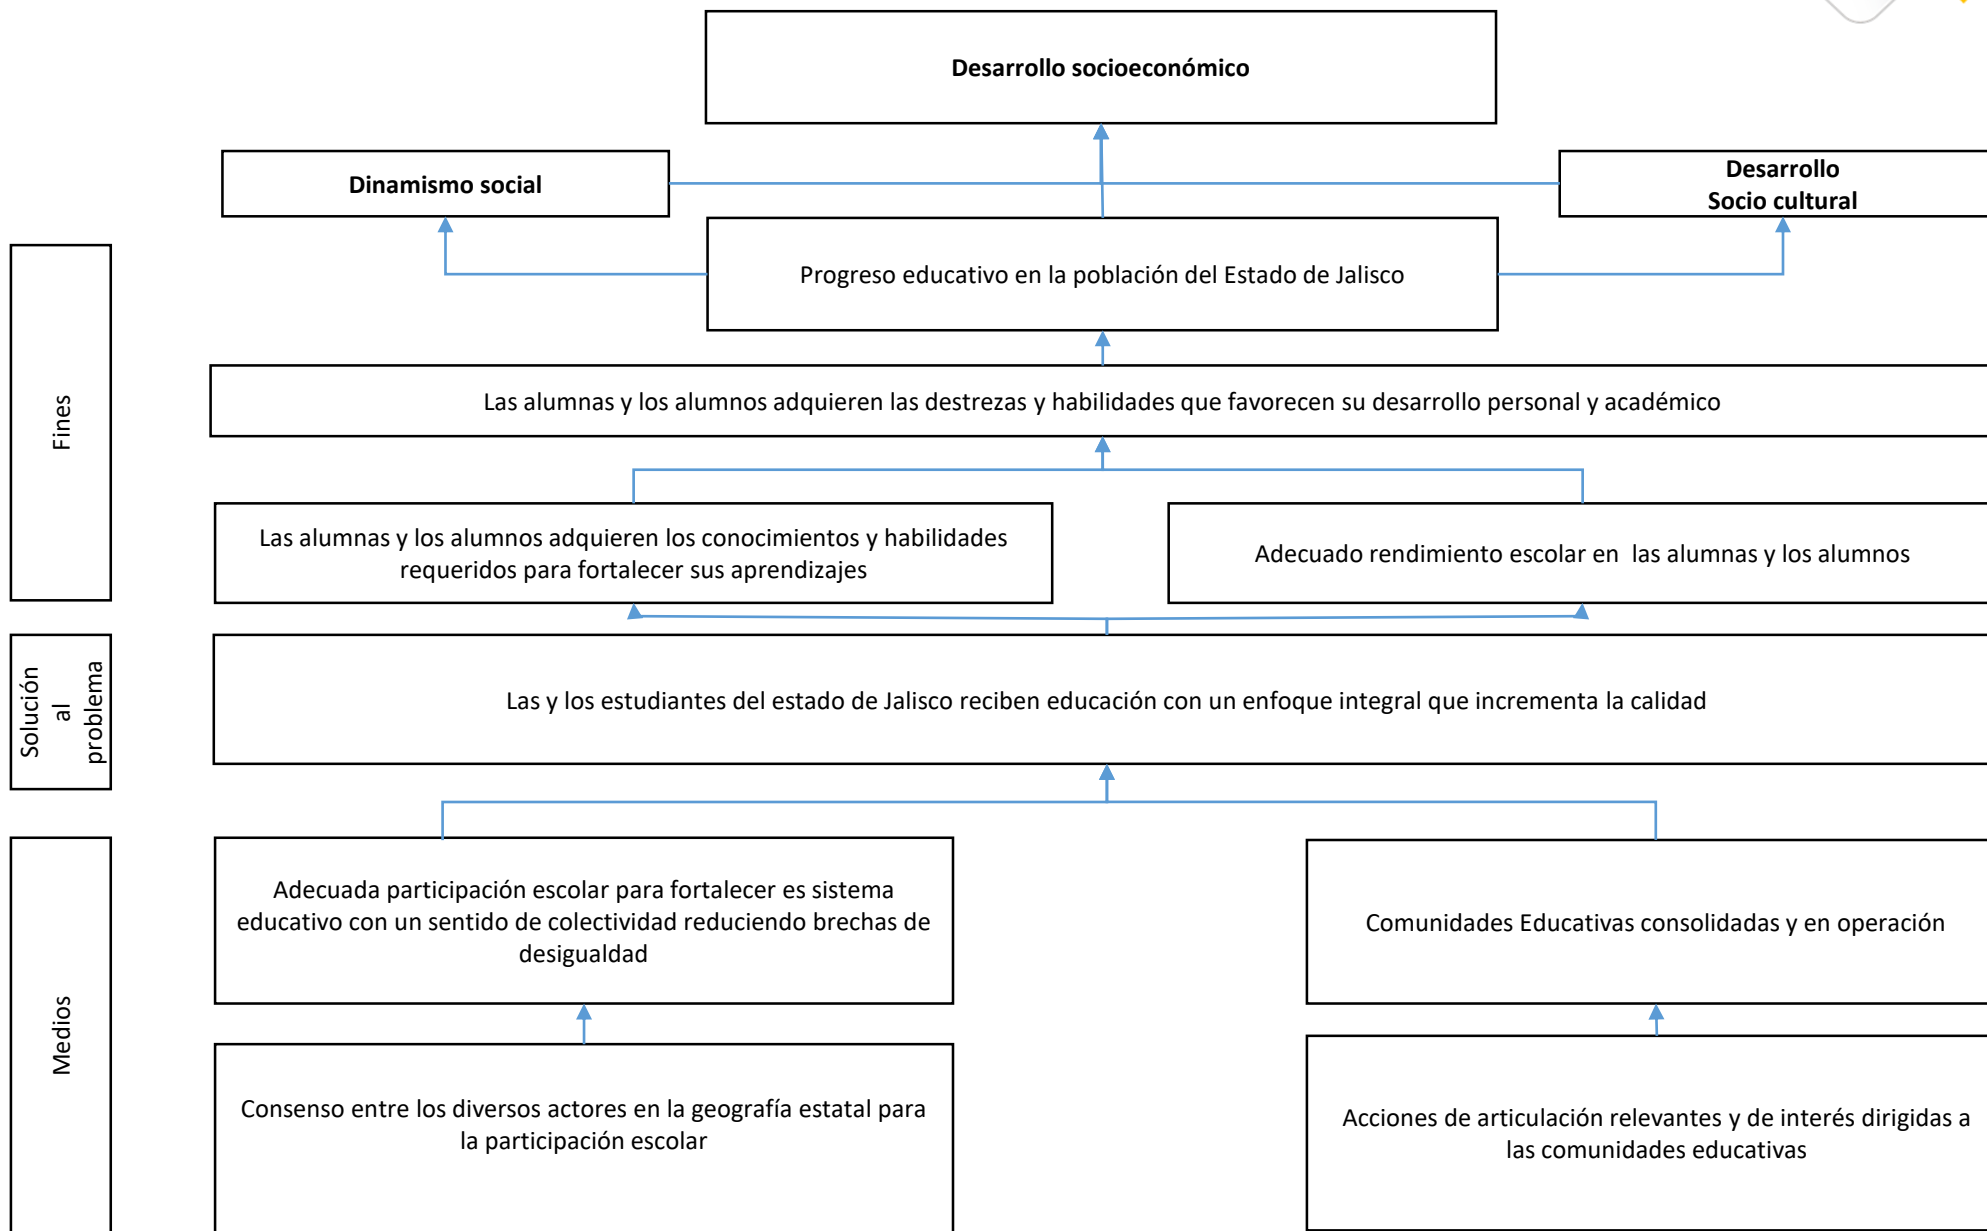 Desarrollo socioeconómico
Dinamismo social
Desarrollo
Socio cultural
Progreso educativo en la población del Estado de Jalisco
Fines
Las alumnas y los alumnos adquieren las destrezas y habilidades que favorecen su desarrollo personal y académico
Las alumnas y los alumnos adquieren los conocimientos y habilidades
requeridos para fortalecer sus aprendizajes
Adecuado rendimiento escolar en  las alumnas y los alumnos
Solución
al
problema
Las y los estudiantes del estado de Jalisco reciben educación con un enfoque integral que incrementa la calidad
Medios
Adecuada participación escolar para fortalecer es sistema
educativo con un sentido de colectividad reduciendo brechas de
desigualdad
Comunidades Educativas consolidadas y en operación
Consenso entre los diversos actores en la geografía estatal para
la participación escolar
Acciones de articulación relevantes y de interés dirigidas a
las comunidades educativas